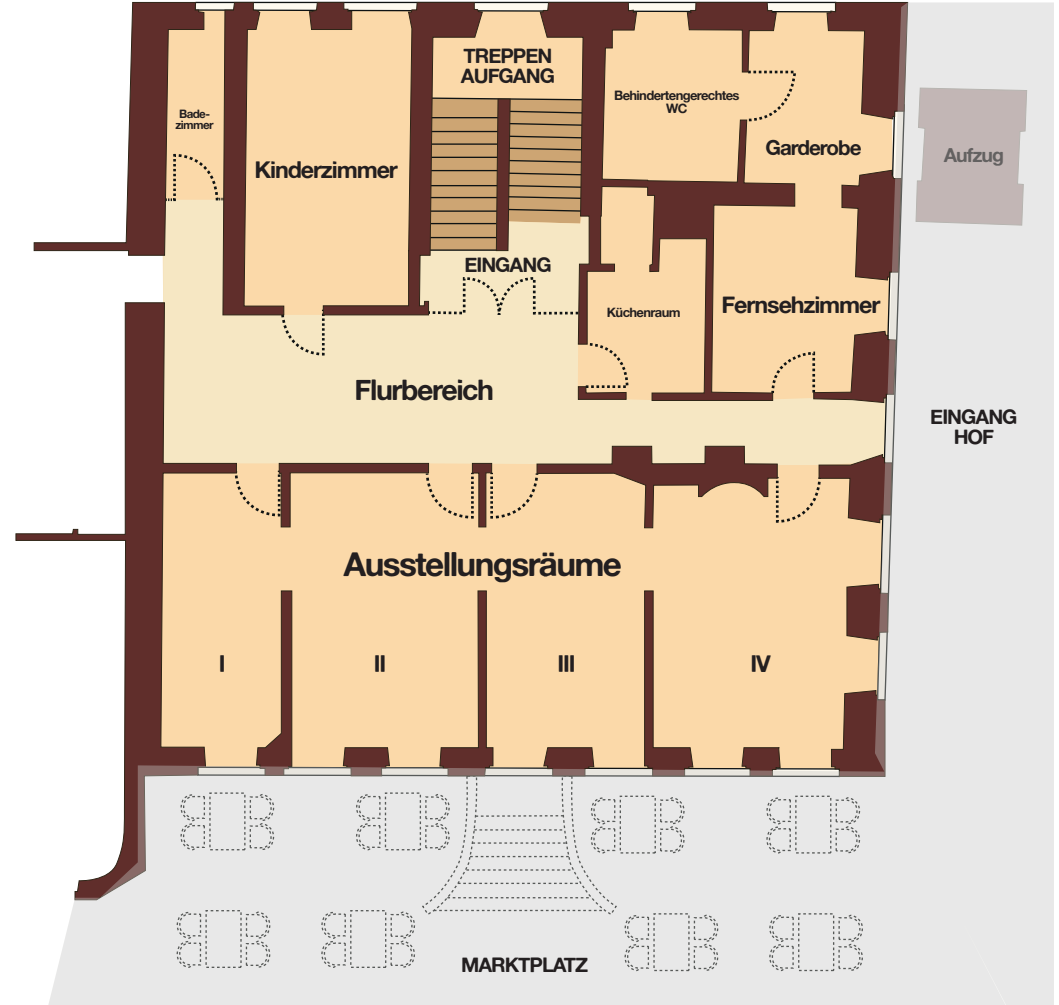 TREPPEN
AUFGANG
Behindertengerechtes
WC
Bade-
zimmer
Garderobe
Aufzug
Kinderzimmer
EINGANG
Küchenraum
Fernsehzimmer
Flurbereich
EINGANG
HOF
Ausstellungsräume
I
II
III
IV
MARKTPLATZ